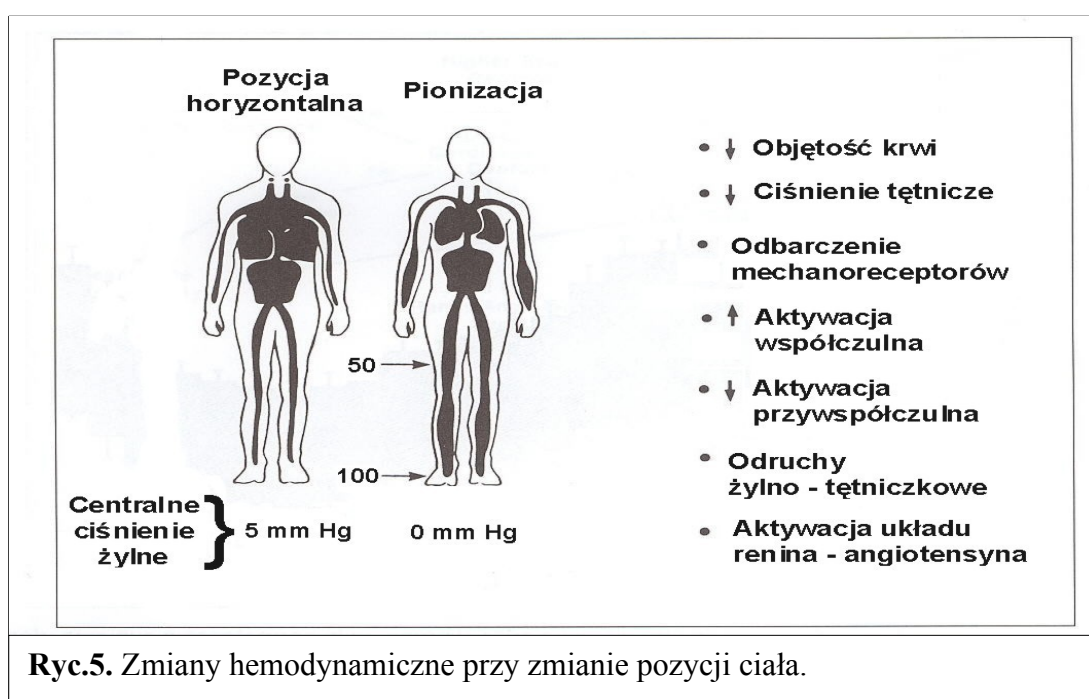 Pozycja
horyzontalna
Pionizacja
50
100
Centralne
ciśnienie
żylne
5 mm Hg
0 mm Hg
↓ Objętość krwi
↓ Ciśnienie tętnicze
Odbarczenie
mechanoreceptorów
↑ Aktywacja
współczulna
↓ Aktywacja
przywspółczulna
Odruchy
żylno - tętniczkowe
Aktywacja układu
renina - angiotensyna
Ryc.5. Zmiany hemodynamiczne przy zmianie pozycji ciała.